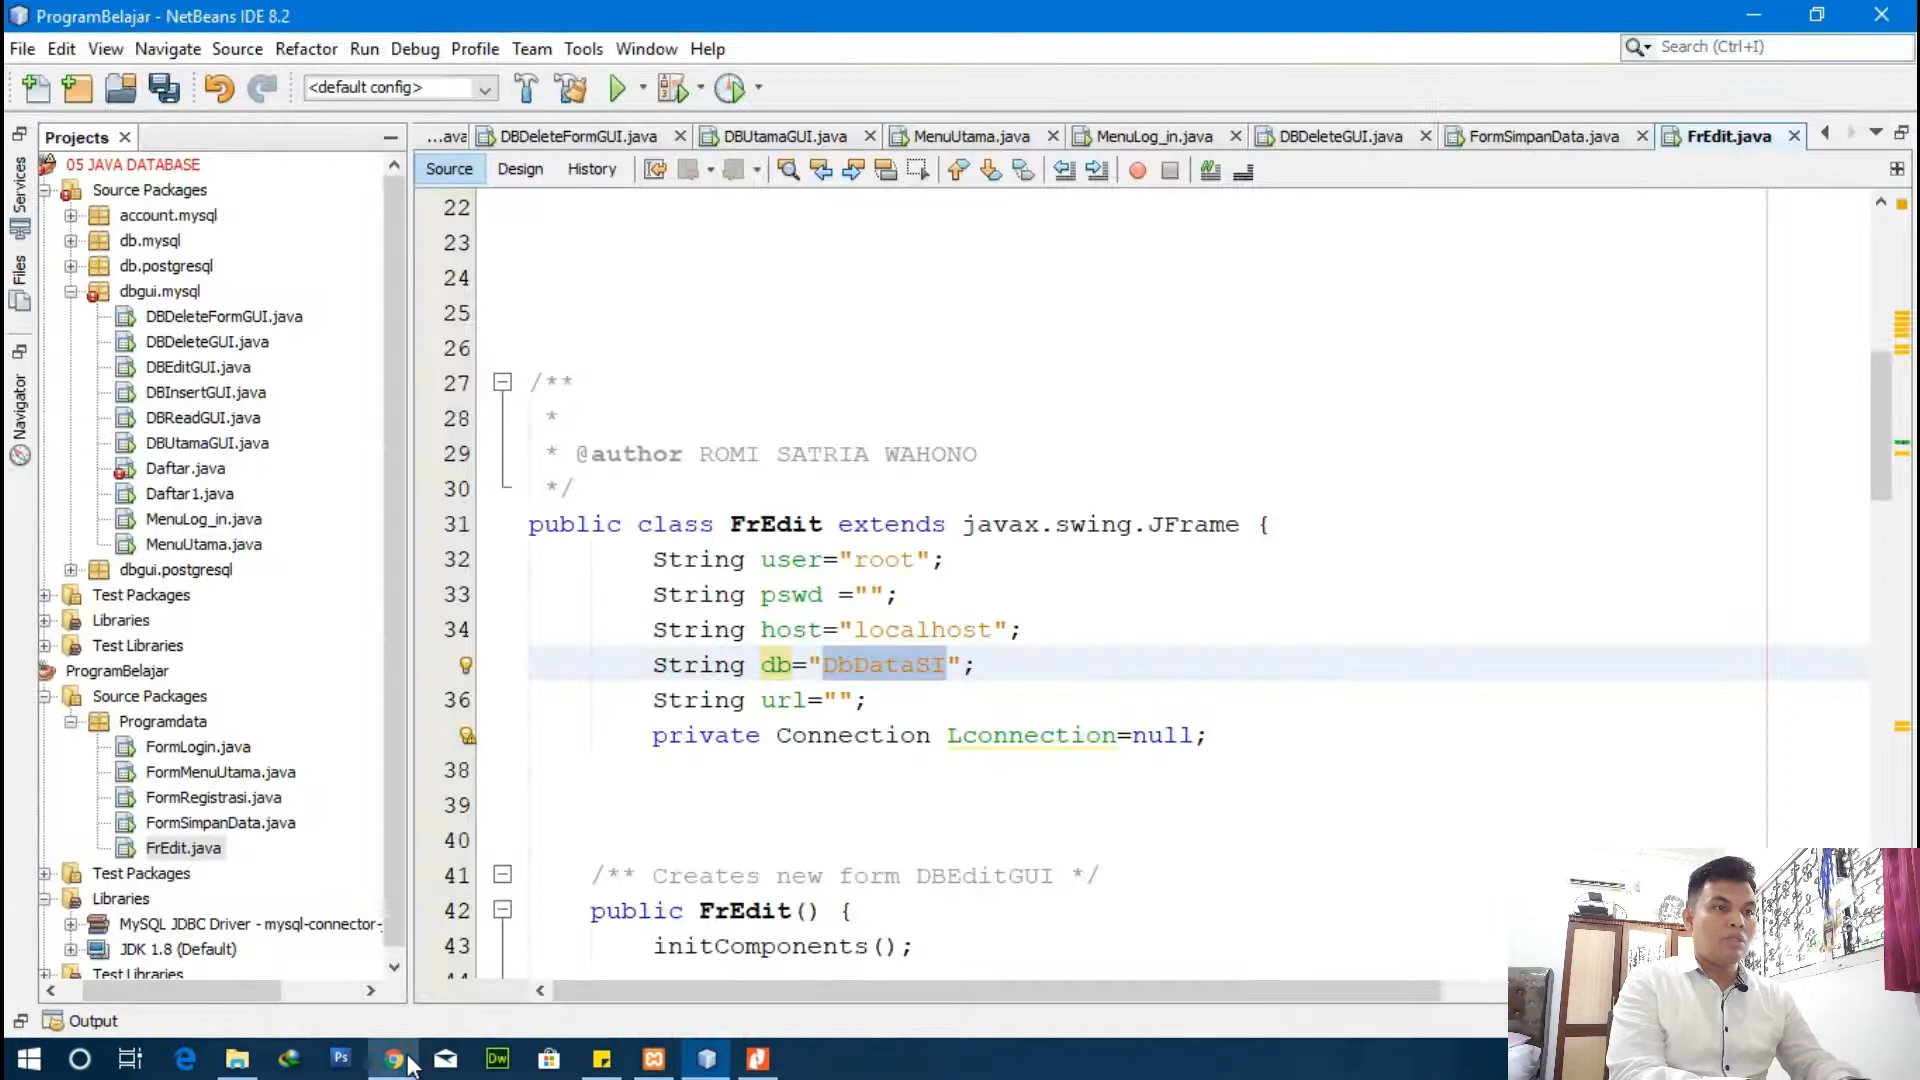 ProgramBelajar - NetBeans IDE 8.2
File Edit View Navigate Source Refactor Run Debug Profile Team Tools Window Help
Search (Ctrl+I)
<default config>
Projects
...ava DBDeleteFormGUI.java DBUtamaGUI.java MenuUtama.java MenuLog_in.java DBDeleteGUI.java FormSimpanData.java FrEdit.java
Source Design History
Services
Files
Navigator
05 JAVA DATABASE
Source Packages
account.mysql
db.mysql
db.postgresql
dbgui.mysql
DBDeleteFormGUI.java
DBDeleteGUI.java
DBEditGUI.java
DBInsertGUI.java
DBReadGUI.java
DBUtamaGUI.java
Daftar.java
Daftar1.java
MenuLog_in.java
MenuUtama.java
dbgui.postgresql
Test Packages
Libraries
Test Libraries
ProgramBelajar
Source Packages
Programdata
FormLogin.java
FormMenuUtama.java
FormRegistrasi.java
FormSimpanData.java
FrEdit.java
Test Packages
Libraries
MySQL JDBC Driver - mysql-connector-
JDK 1.8 (Default)
Test Libraries
22
23
24
25
26
27 /**
28 *
29 * @author ROMI SATRIA WAHONO
30 */
31 public class FrEdit extends javax.swing.JFrame {
32 String user="root";
33 String pswd ="";
34 String host="localhost";
String db="DbDataSI";
36 String url="";
private Connection Lconnection=null;
38
39
40
41 /** Creates new form DBEditGUI */
42 public FrEdit() {
43 initComponents();
Output
Ps
Dw